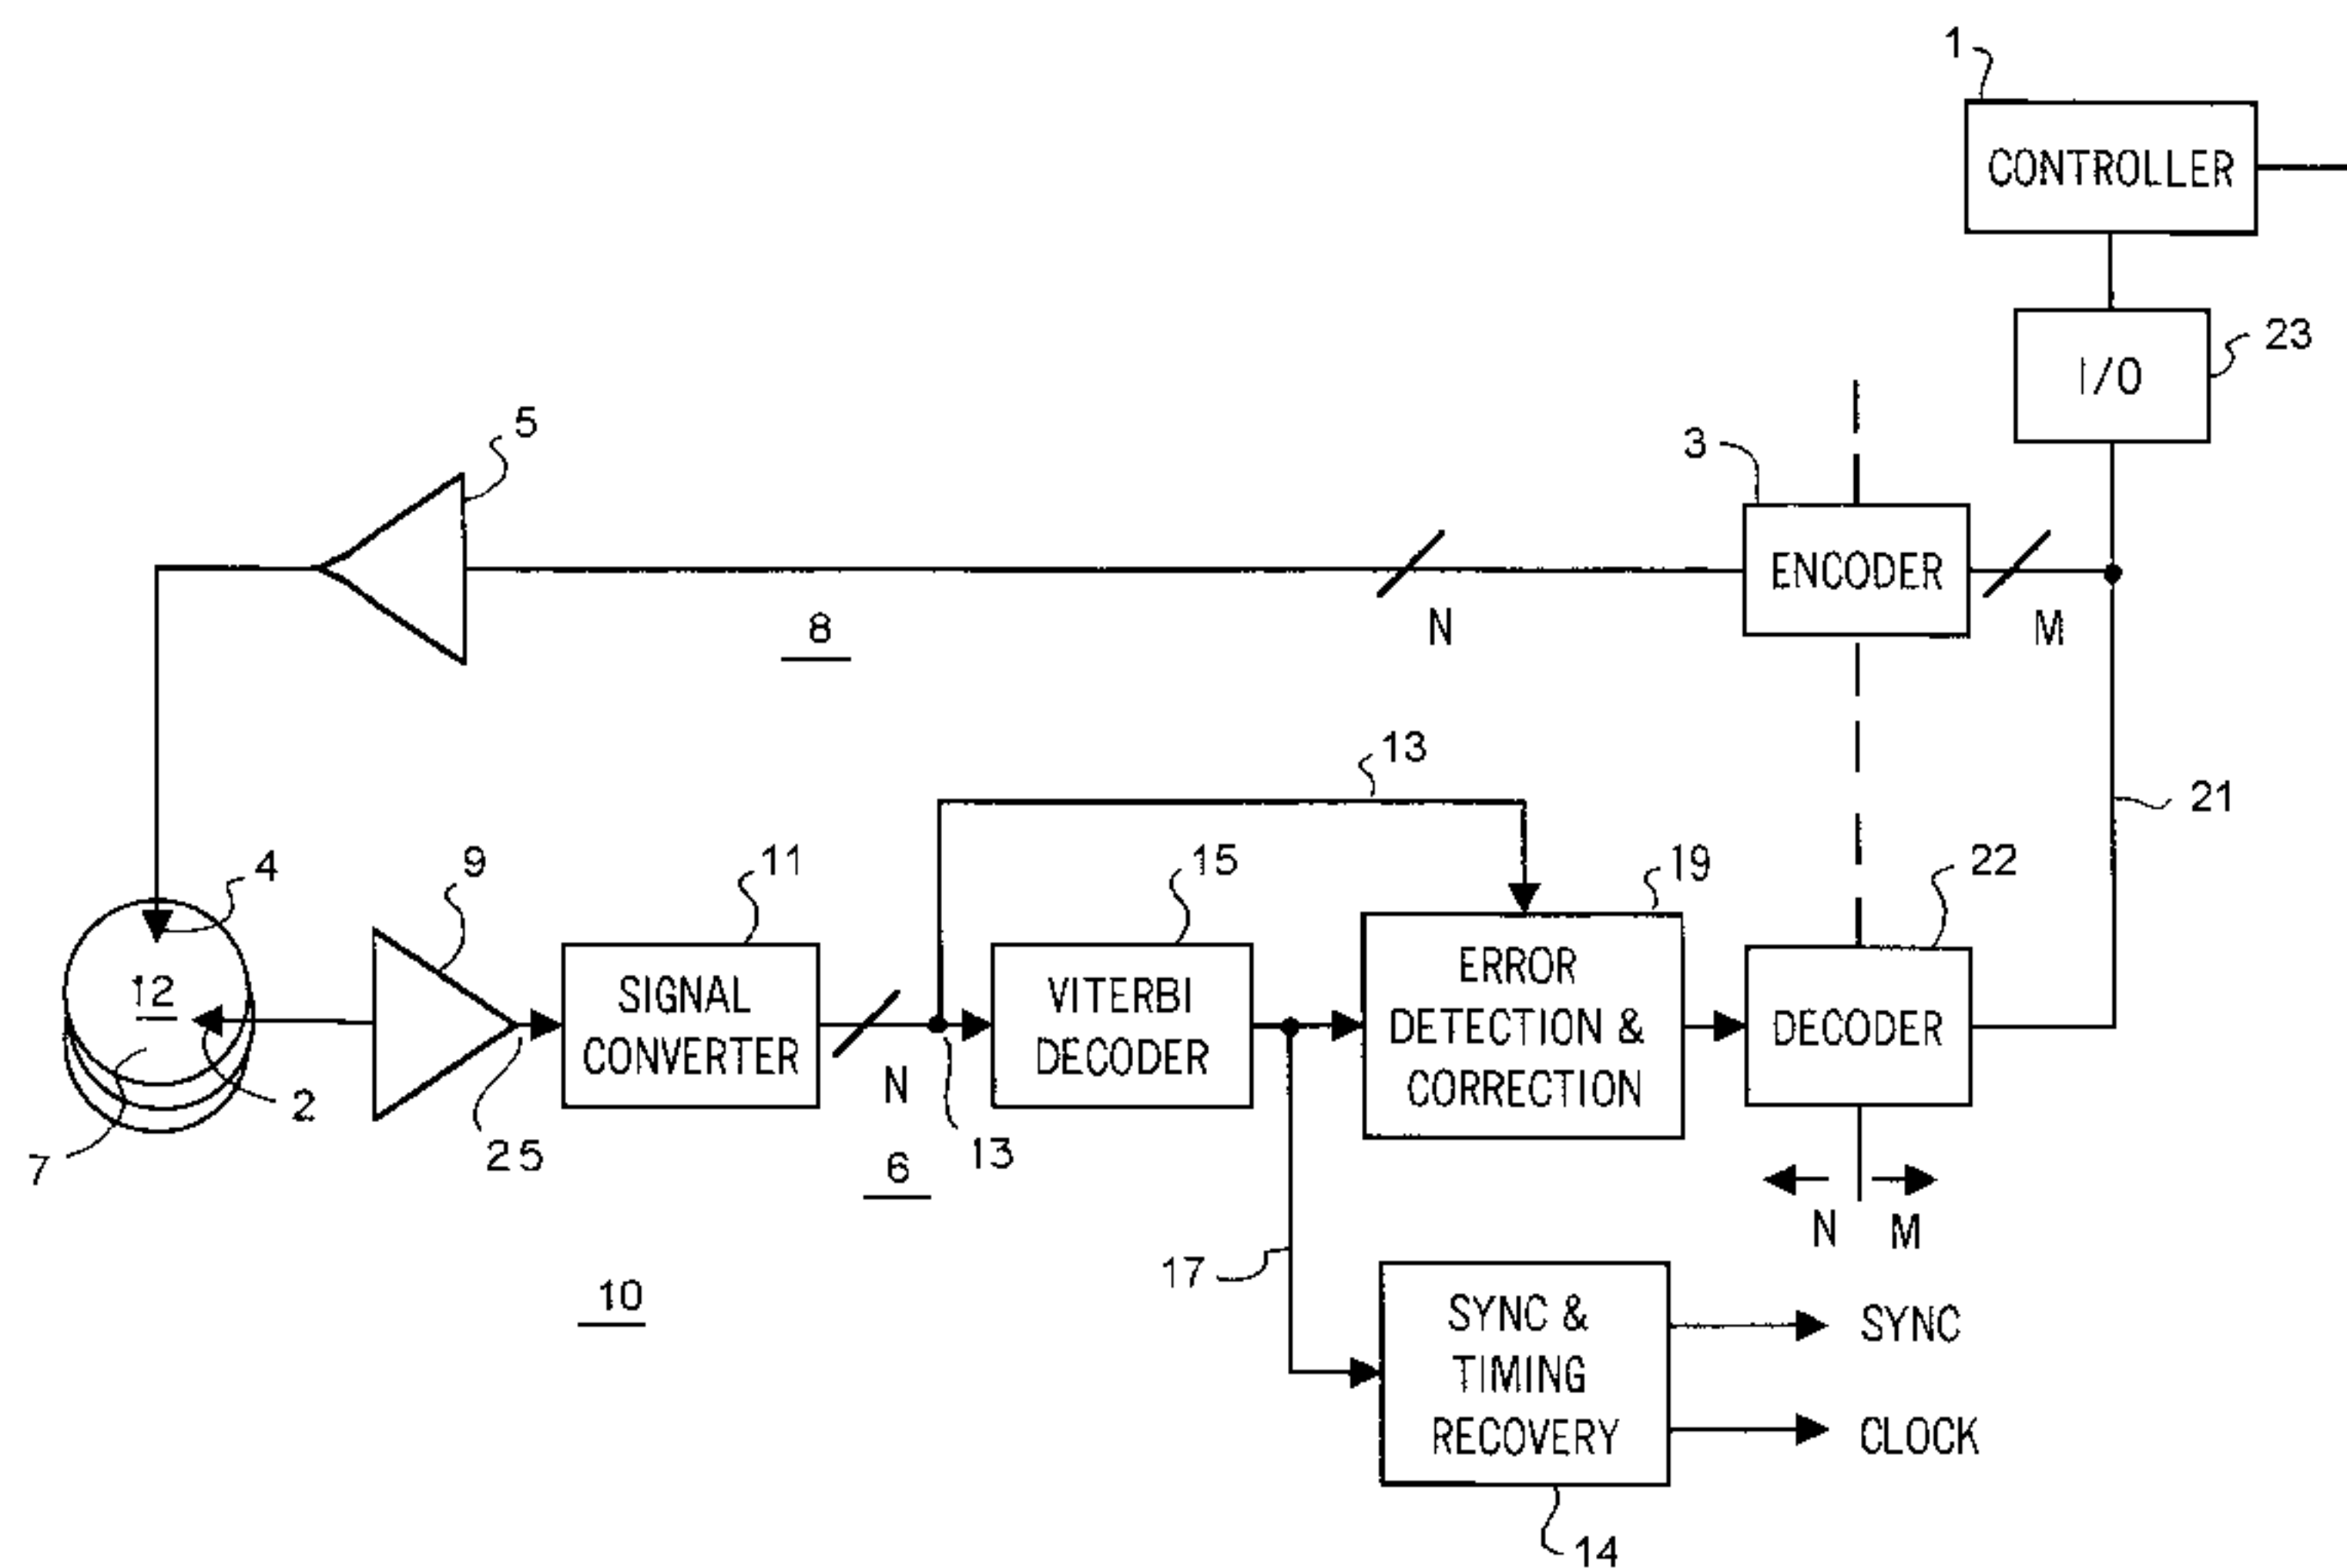 1
CONTROLLER
23
I/O
5
3
ENCODER
N
M
8
13
21
4
9
11
15
19
22
12
SIGNAL
CONVERTER
VITERBI
DECODER
ERROR
DETECTION &
CORRECTION
DECODER
N
7
2
25
13
6
N M
17
10
SYNC &
TIMING
RECOVERY
SYNC
CLOCK
14